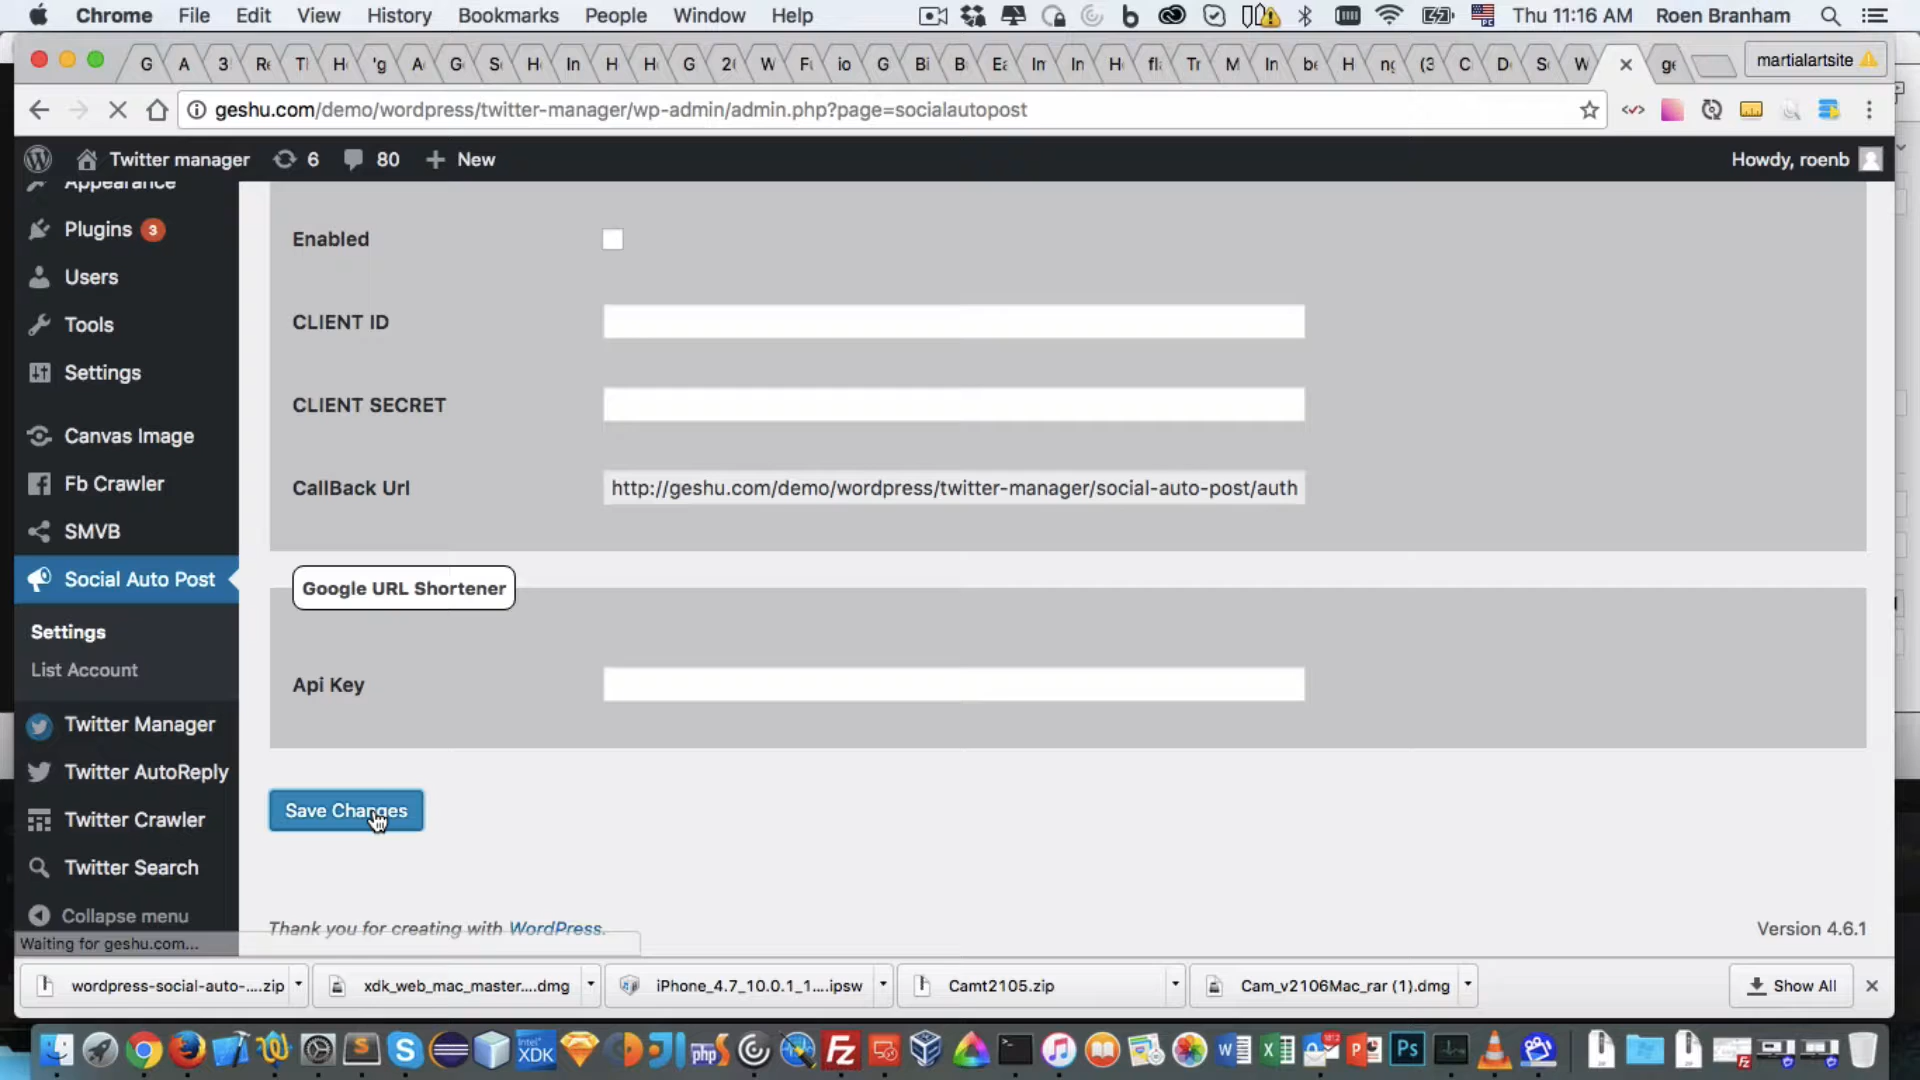 Chrome File Edit View History Bookmarks People Window Help Thu 11:16 AM Roen Branham
martialartsite
geshu.com/demo/wordpress/twitter-manager/wp-admin/admin.php?page=socialautopost
Twitter manager 6 80 New Howdy, roenb
Appearance
Plugins 3
Users
Tools
Settings
Canvas Image
Fb Crawler
SMVB
Social Auto Post
Settings
List Account
Twitter Manager
Twitter AutoReply
Twitter Crawler
Twitter Search
Collapse menu
Enabled
CLIENT ID
CLIENT SECRET
CallBack Url http://geshu.com/demo/wordpress/twitter-manager/social-auto-post/auth
Google URL Shortener
Api Key
Save Changes
Thank you for creating with WordPress. Version 4.6.1
Waiting for geshu.com...
wordpress-social-auto-....zip xdk_web_mac_master....dmg iPhone_4.7_10.0.1_1....ipsw Camt2105.zip Cam_v2106Mac_rar (1).dmg Show All
Intel XDK php Fz W X P Ps